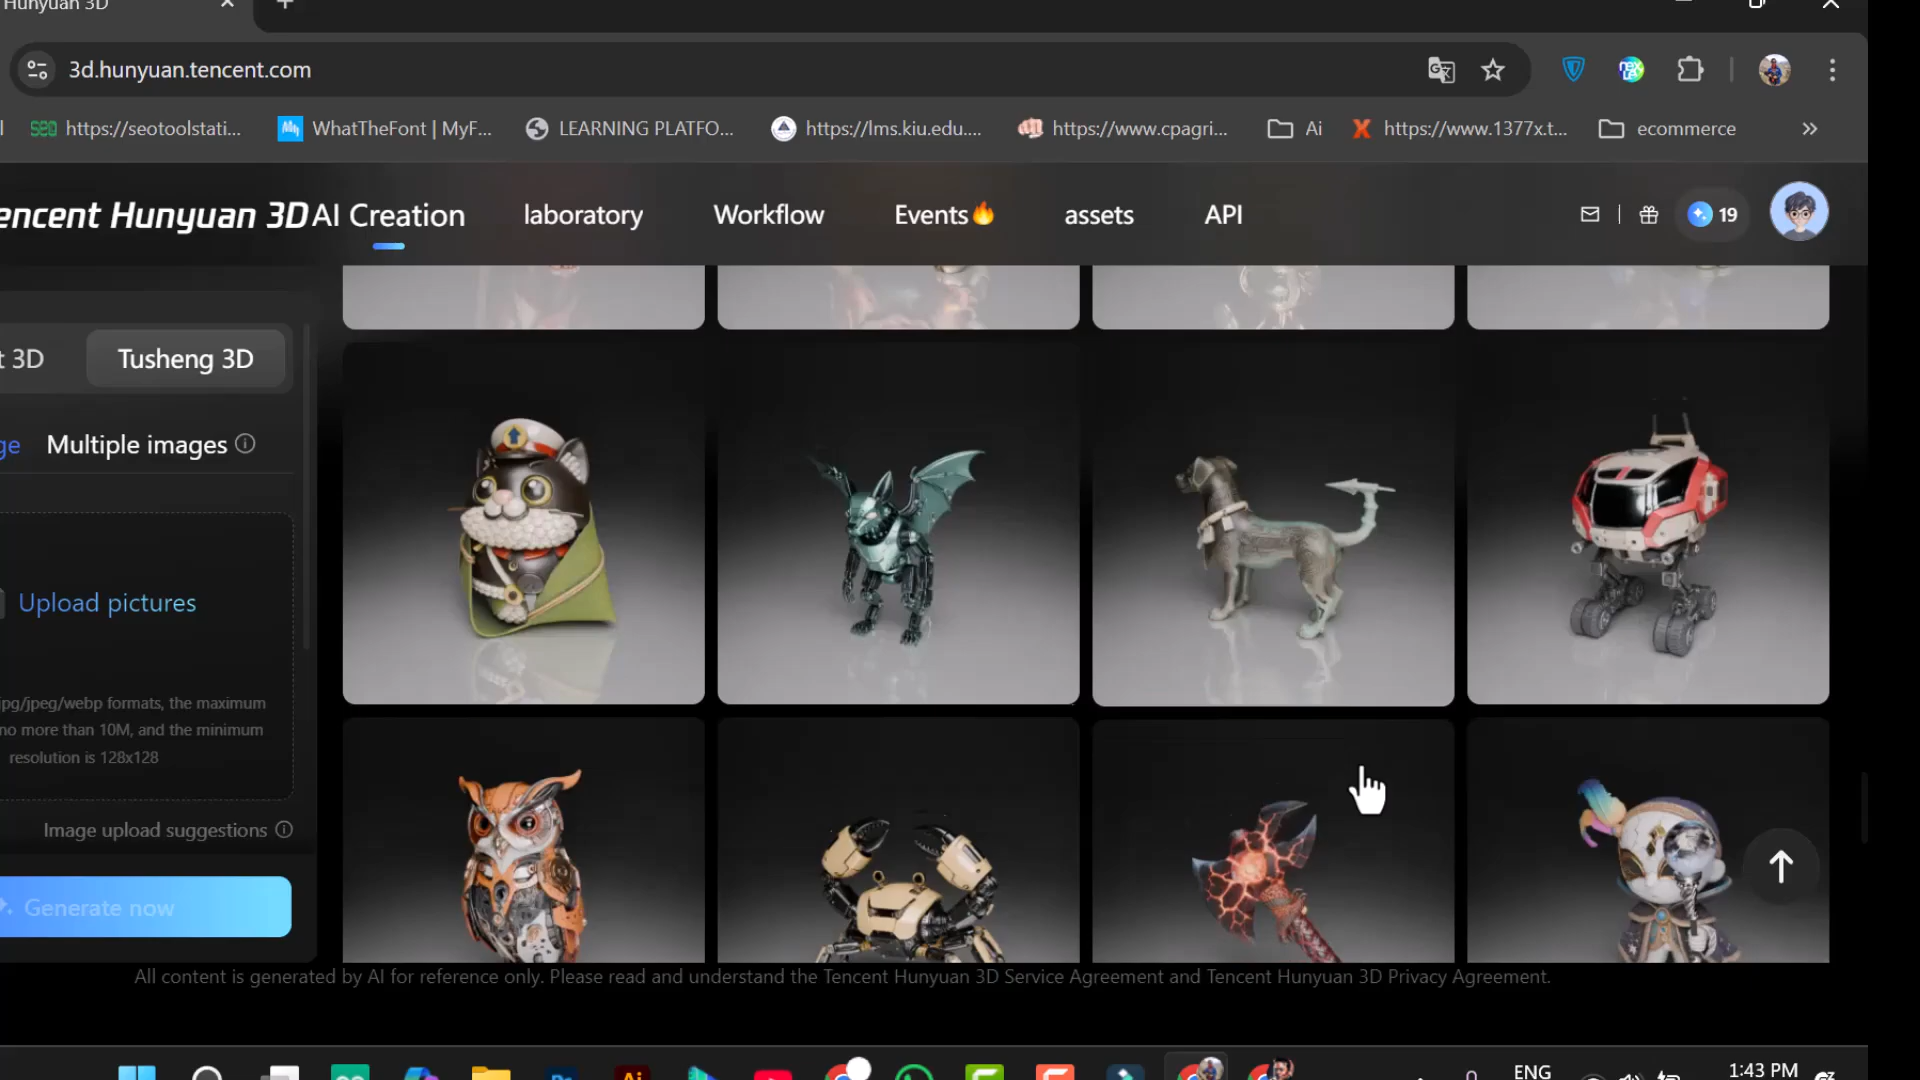 Hunyuan 3D
3d.hunyuan.tencent.com
https://seotoolstati...
WhatTheFont | MyF...
LEARNING PLATFO...
https://lms.kiu.edu....
https://www.cpagri...
Ai
https://www.1377x.t...
ecommerce
encent Hunyuan 3D
AI Creation
laboratory
Workflow
Events
assets
API
19
t 3D
Tusheng 3D
ge
Multiple images
Upload pictures
jpg/jpeg/webp formats, the maximum
no more than 10M, and the minimum
resolution is 128x128
Image upload suggestions
Generate now
All content is generated by AI for reference only. Please read and understand the Tencent Hunyuan 3D Service Agreement and Tencent Hunyuan 3D Privacy Agreement.
ENG
1:43 PM